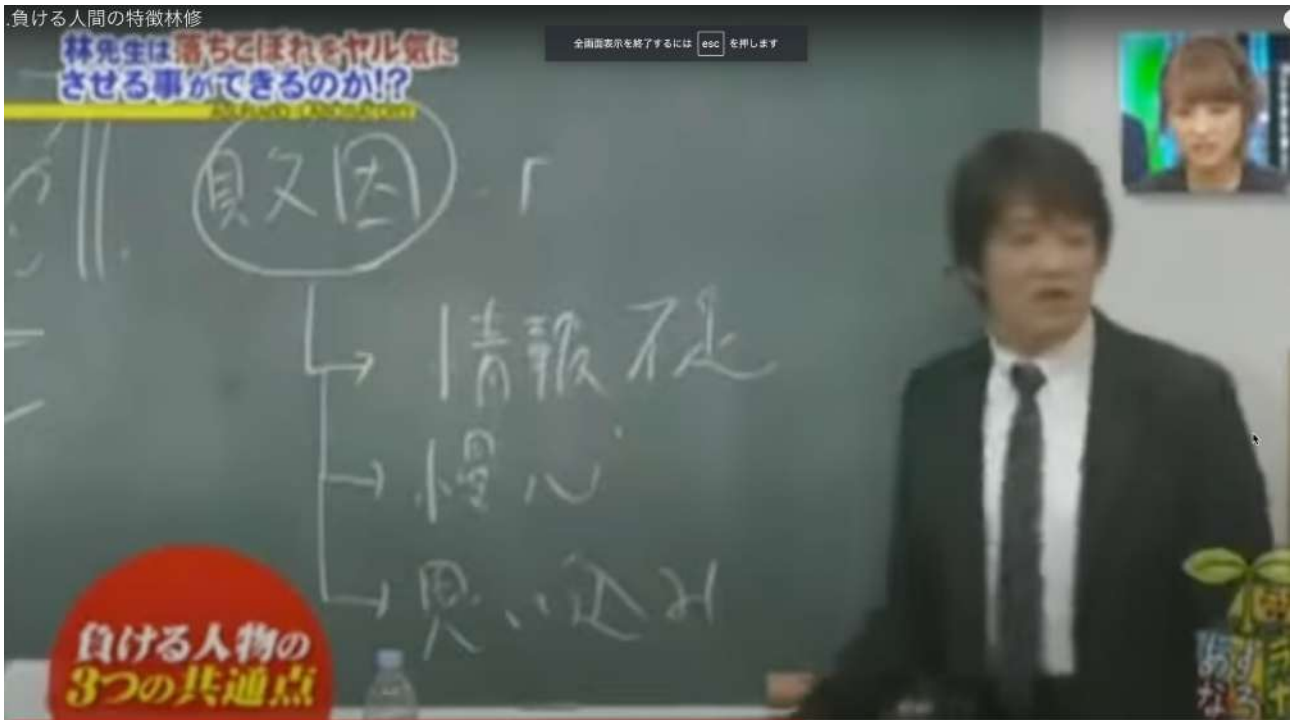 .負ける人間の特徴林修
全画面表示を終了するには esc を押します
林先生は落ちこぼれをヤル気に
させる事ができるのか!?
敗因 - 「
情報不足
慢心
思い込み
負ける人物の
3つの共通点